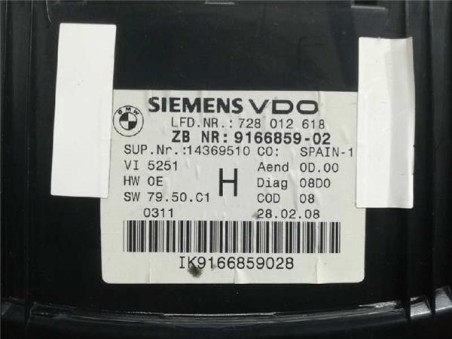 BMW
SIEMENS VDO
LFD.NR.: 728 012 618
ZB NR: 9166859-02
SUP.Nr.:14369510 CO: SPAIN-1
VI 5251 Aend 0D.00
HW 0E H Diag 08D0
SW 79.50.C1 COD 08
0311 28.02.08
IK9166859028